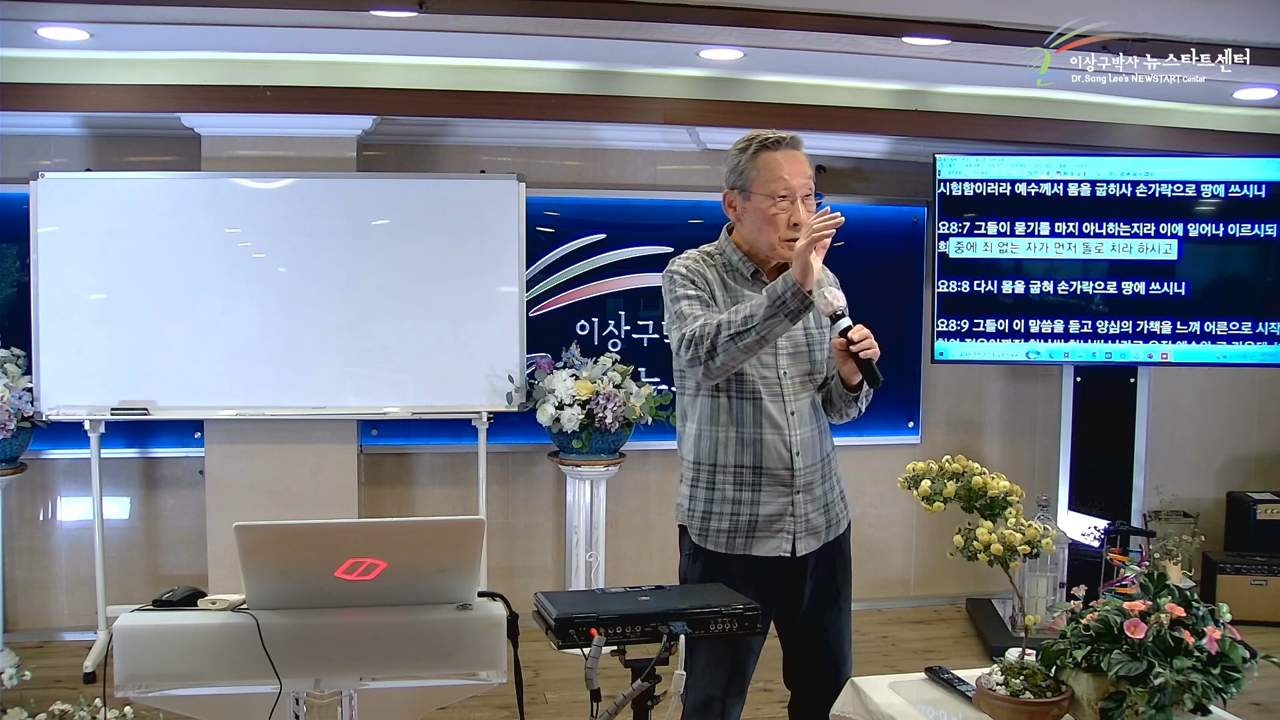 이상구박사 뉴스타트센터
Dr.Sang Lee's NEWSTART Center
시험함이러라 예수께서 몸을 굽히사 손가락으로 땅에 쓰시니
요8:7 그들이 묻기를 마지 아니하는지라 이에 일어나 이르시되
희 중에 죄 없는 자가 먼저 돌로 치라 하시고
요8:8 다시 몸을 굽혀 손가락으로 땅에 쓰시니
요8:9 그들이 이 말씀을 듣고 양심의 가책을 느껴 어른으로 시작
이상구